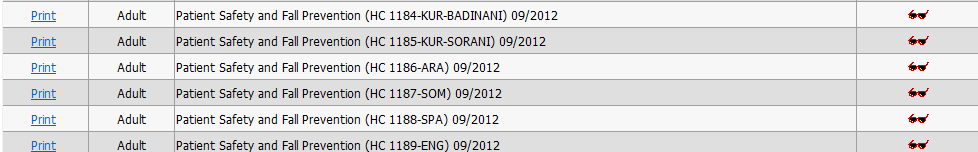 Print Adult Patient Safety and Fall Prevention (HC 1184-KUR-BADINANI) 09/2012
Print Adult Patient Safety and Fall Prevention (HC 1185-KUR-SORANI) 09/2012
Print Adult Patient Safety and Fall Prevention (HC 1186-ARA) 09/2012
Print Adult Patient Safety and Fall Prevention (HC 1187-SOM) 09/2012
Print Adult Patient Safety and Fall Prevention (HC 1188-SPA) 09/2012
Print Adult Patient Safety and Fall Prevention (HC 1189-ENG) 09/2012